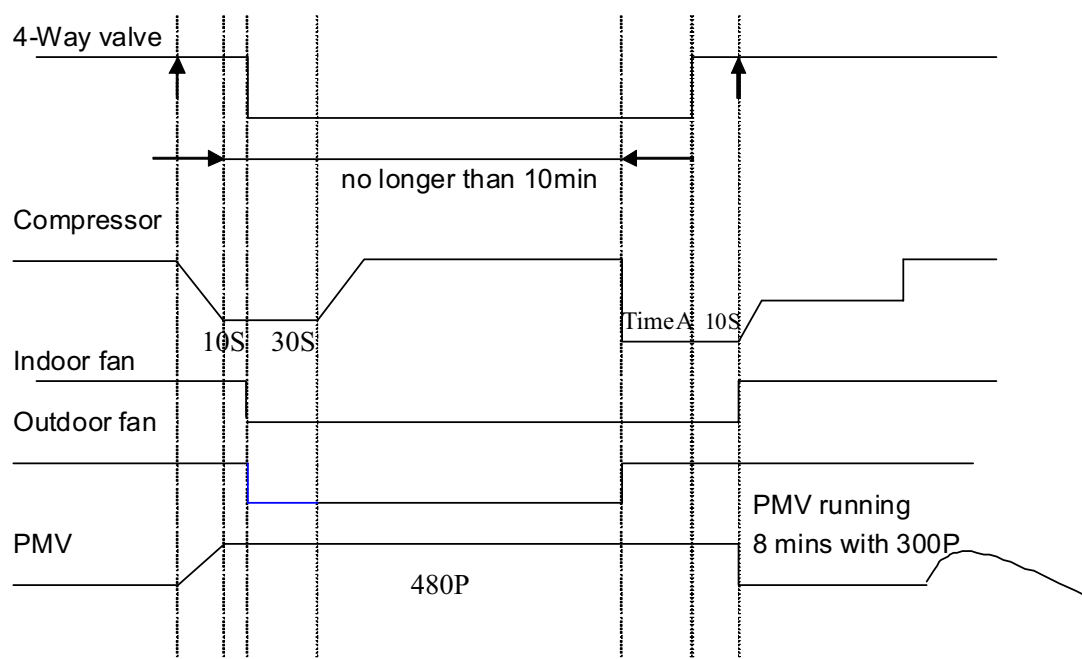 4-Way valve
no longer than 10min
Compressor
TimeA 10S
10S 30S
Indoor fan
Outdoor fan
PMV running
PMV
8 mins with 300P
480P